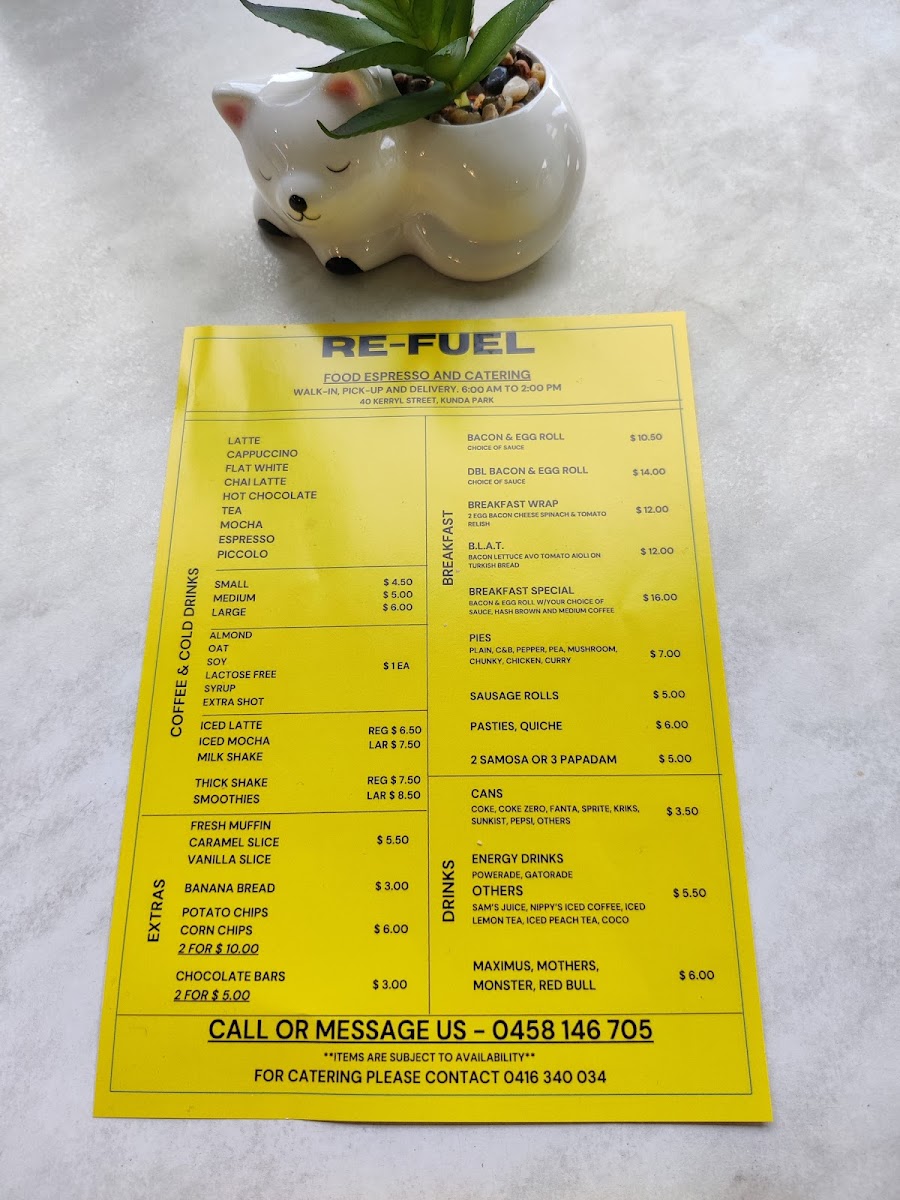 RE-FUEL
FOOD ESPRESSO AND CATERING
WALK-IN, PICK-UP AND DELIVERY. 6:00 AM TO 2:00 PM
40 KERRYL STREET, KUNDA PARK
COFFEE & COLD DRINKS
LATTE
CAPPUCCINO
FLAT WHITE
CHAI LATTE
HOT CHOCOLATE
TEA
MOCHA
ESPRESSO
PICCOLO
SMALL $ 4.50
MEDIUM $ 5.00
LARGE $ 6.00
ALMOND
OAT
SOY
LACTOSE FREE $ 1 EA
SYRUP
EXTRA SHOT
ICED LATTE REG $ 6.50
ICED MOCHA LAR $ 7.50
MILK SHAKE
THICK SHAKE REG $ 7.50
SMOOTHIES LAR $ 8.50
EXTRAS
FRESH MUFFIN
CARAMEL SLICE $ 5.50
VANILLA SLICE
BANANA BREAD $ 3.00
POTATO CHIPS
CORN CHIPS $ 6.00
2 FOR $ 10.00
CHOCOLATE BARS $ 3.00
2 FOR $ 5.00
BREAKFAST
BACON & EGG ROLL $ 10.50
CHOICE OF SAUCE
DBL BACON & EGG ROLL $ 14.00
CHOICE OF SAUCE
BREAKFAST WRAP $ 12.00
2 EGG BACON CHEESE SPINACH & TOMATO
RELISH
B.L.A.T. $ 12.00
BACON LETTUCE AVO TOMATO AIOLI ON
TURKISH BREAD
BREAKFAST SPECIAL $ 16.00
BACON & EGG ROLL W/YOUR CHOICE OF
SAUCE, HASH BROWN AND MEDIUM COFFEE
PIES
PLAIN, C&B, PEPPER, PEA, MUSHROOM, $ 7.00
CHUNKY, CHICKEN, CURRY
SAUSAGE ROLLS $ 5.00
PASTIES, QUICHE $ 6.00
2 SAMOSA OR 3 PAPADAM $ 5.00
DRINKS
CANS
COKE, COKE ZERO, FANTA, SPRITE, KRIKS, $ 3.50
SUNKIST, PEPSI, OTHERS
ENERGY DRINKS
POWERADE, GATORADE
OTHERS $ 5.50
SAM'S JUICE, NIPPY'S ICED COFFEE, ICED
LEMON TEA, ICED PEACH TEA, COCO
MAXIMUS, MOTHERS, $ 6.00
MONSTER, RED BULL
CALL OR MESSAGE US - 0458 146 705
**ITEMS ARE SUBJECT TO AVAILABILITY**
FOR CATERING PLEASE CONTACT 0416 340 034